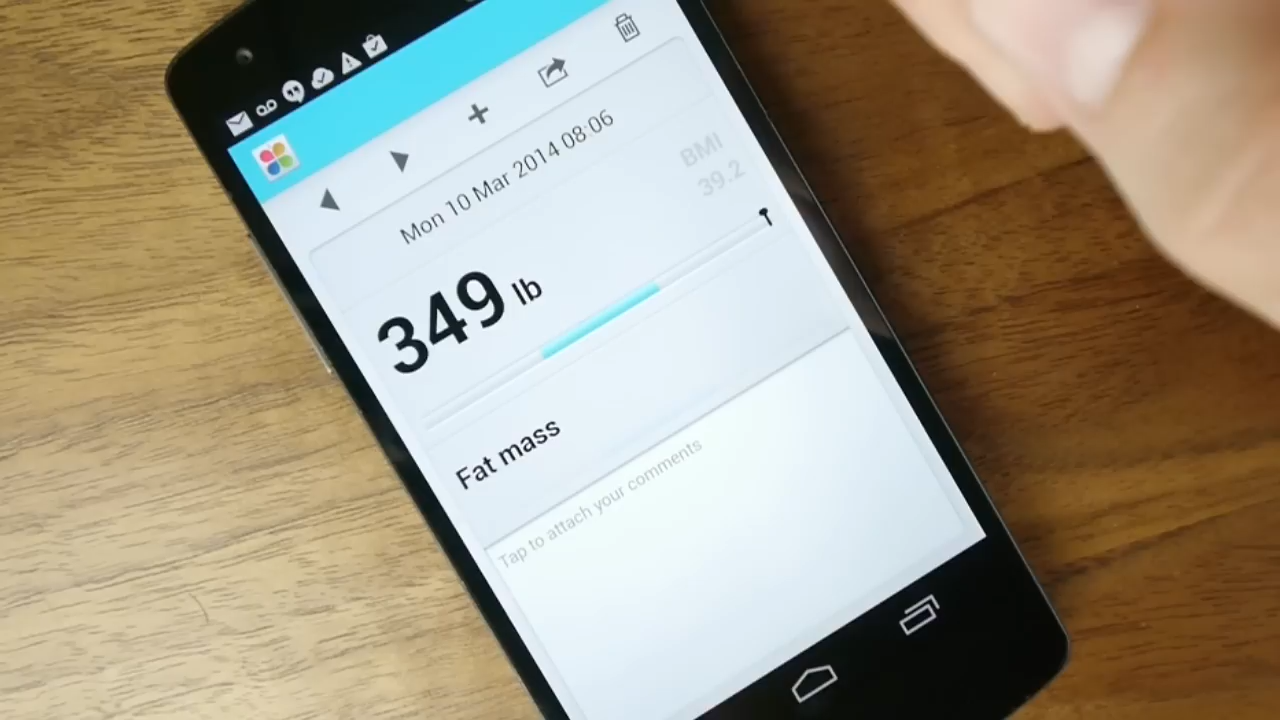 Mon 10 Mar 2014 08:06
BMI
39.2
349 lb
Fat mass
Tap to attach your comments